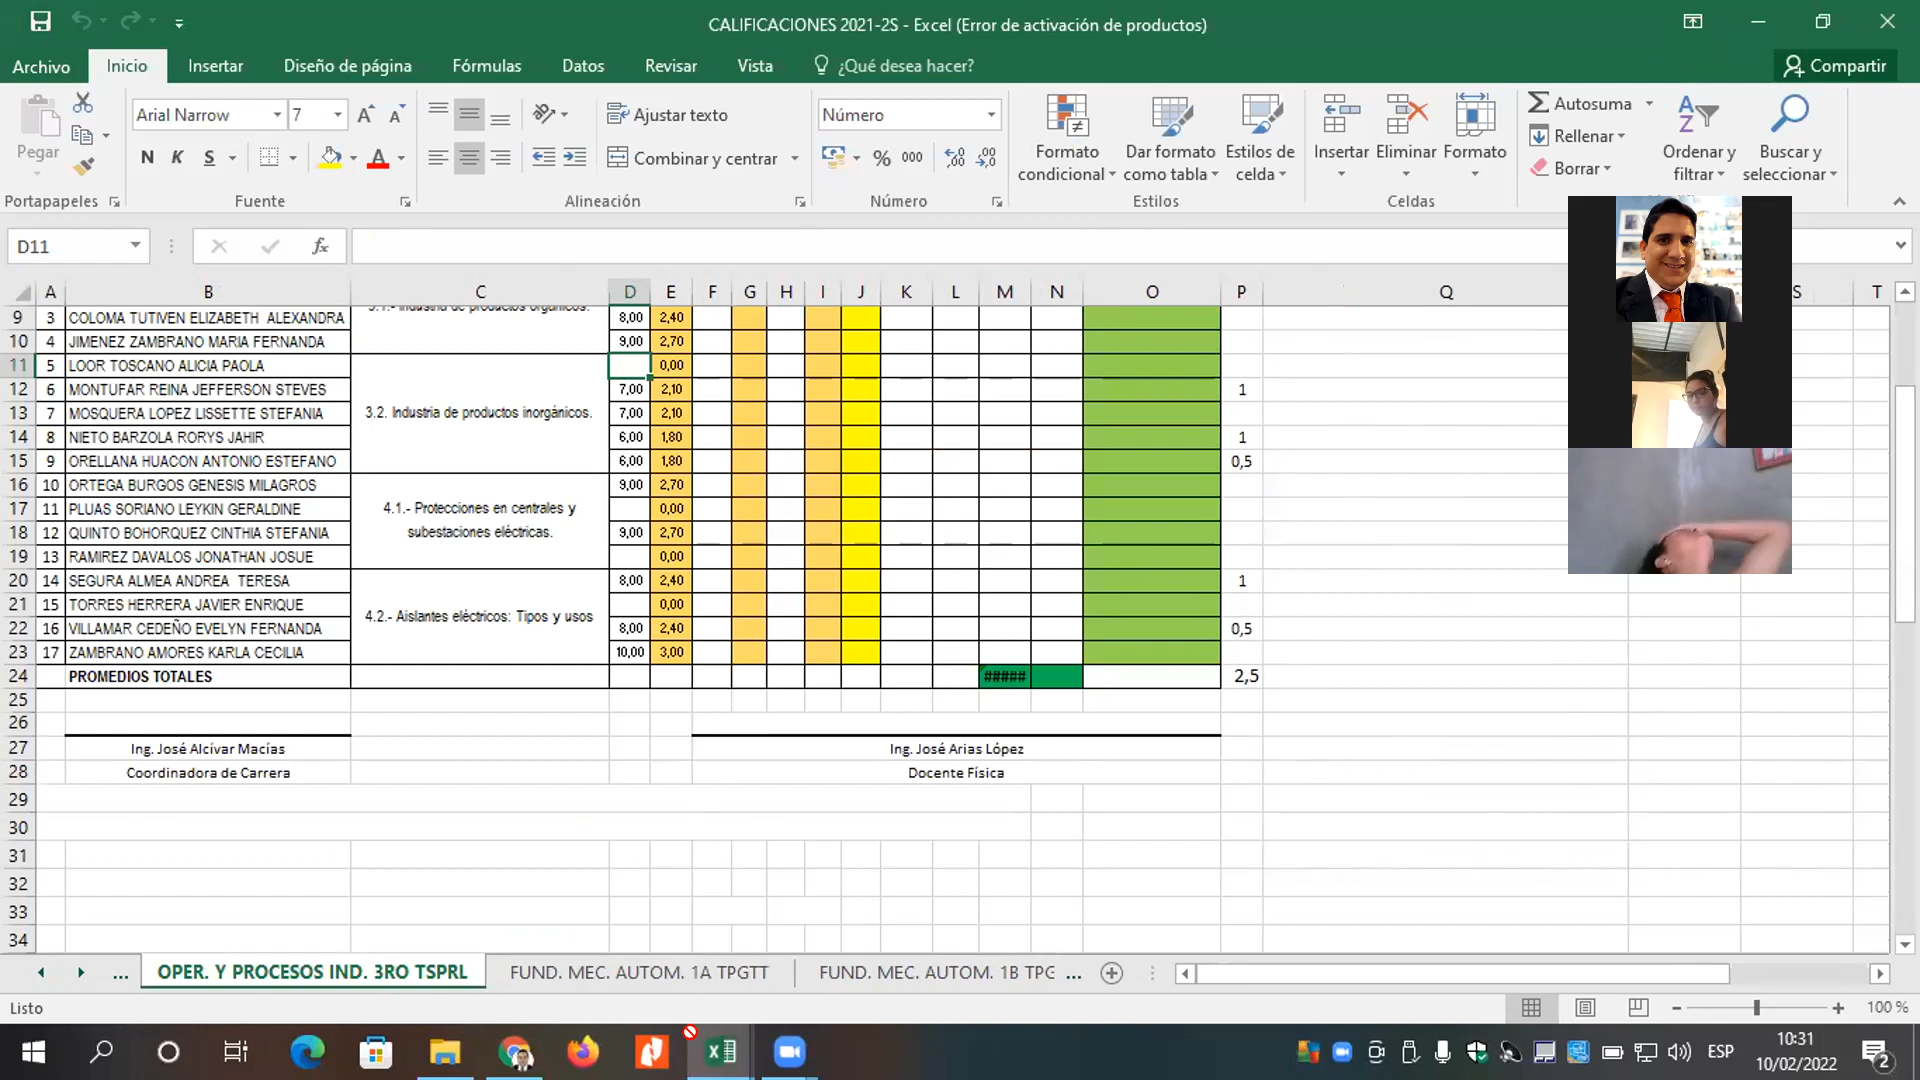 CALIFICACIONES 2021-2S - Excel (Error de activación de productos)
Archivo Inicio Insertar Diseño de página Fórmulas Datos Revisar Vista ¿Qué desea hacer? Compartir
Pegar
Arial Narrow 7
N K S
Ajustar texto
Combinar y centrar
Número
% 000
Formato condicional
Dar formato como tabla
Estilos de celda
Insertar Eliminar Formato
Autosuma
Rellenar
Borrar
Ordenar y filtrar
Buscar y seleccionar
Portapapeles Fuente Alineación Número Estilos Celdas
D11 fx
A B C D E F G H I J K L M N O P Q S T
9 3 COLOMA TUTIVEN ELIZABETH ALEXANDRA 3.1.- Industria de productos orgánicos. 8,00 2,40
10 4 JIMENEZ ZAMBRANO MARIA FERNANDA 9,00 2,70
11 5 LOOR TOSCANO ALICIA PAOLA 0,00
12 6 MONTUFAR REINA JEFFERSON STEVES 7,00 2,10 1
13 7 MOSQUERA LOPEZ LISSETTE STEFANIA 3.2. Industria de productos inorgánicos. 7,00 2,10
14 8 NIETO BARZOLA RORYS JAHIR 6,00 1,80 1
15 9 ORELLANA HUACON ANTONIO ESTEFANO 6,00 1,80 0,5
16 10 ORTEGA BURGOS GENESIS MILAGROS 9,00 2,70
17 11 PLUAS SORIANO LEYKIN GERALDINE 4.1.- Protecciones en centrales y 0,00
18 12 QUINTO BOHORQUEZ CINTHIA STEFANIA subestaciones eléctricas. 9,00 2,70
19 13 RAMIREZ DAVALOS JONATHAN JOSUE 0,00
20 14 SEGURA ALMEA ANDREA TERESA 8,00 2,40 1
21 15 TORRES HERRERA JAVIER ENRIQUE 4.2.- Aislantes eléctricos: Tipos y usos 0,00
22 16 VILLAMAR CEDEÑO EVELYN FERNANDA 8,00 2,40 0,5
23 17 ZAMBRANO AMORES KARLA CECILIA 10,00 3,00
24 PROMEDIOS TOTALES ##### 2,5
25
26
27 Ing. José Alcívar Macías Ing. José Arias López
28 Coordinadora de Carrera Docente Física
29
30
31
32
33
34
... OPER. Y PROCESOS IND. 3RO TSPRL FUND. MEC. AUTOM. 1A TPGTT FUND. MEC. AUTOM. 1B TPG ...
Listo 100 %
ESP 10:31
10/02/2022 2